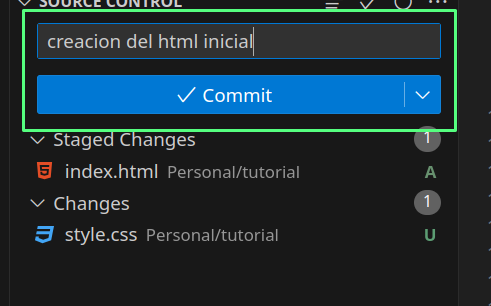 SOURCE CONTROL
creacion del html inicial
Commit
Staged Changes 1
index.html Personal/tutorial A
Changes 1
style.css Personal/tutorial U